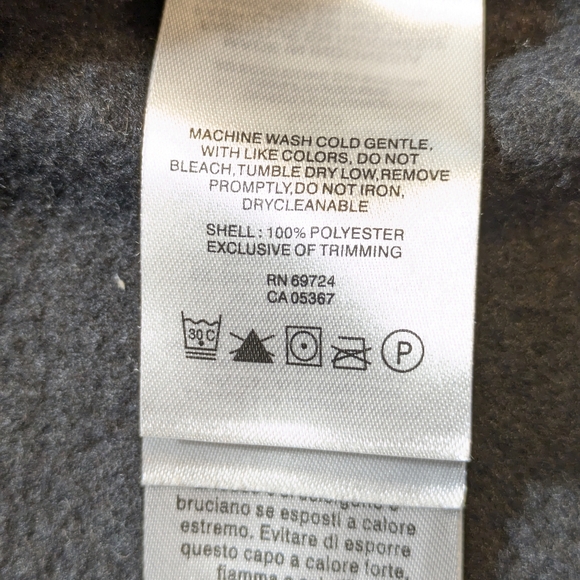 MACHINE WASH COLD GENTLE,
WITH LIKE COLORS, DO NOT
BLEACH,TUMBLE DRY LOW,REMOVE
PROMPTLY,DO NOT IRON,
DRYCLEANABLE
SHELL : 100% POLYESTER
EXCLUSIVE OF TRIMMING
RN 69724
CA 05367
30 C
P
bruciano se esposti a calore
estremo. Evitare di esporre
questo capo a calore forte,